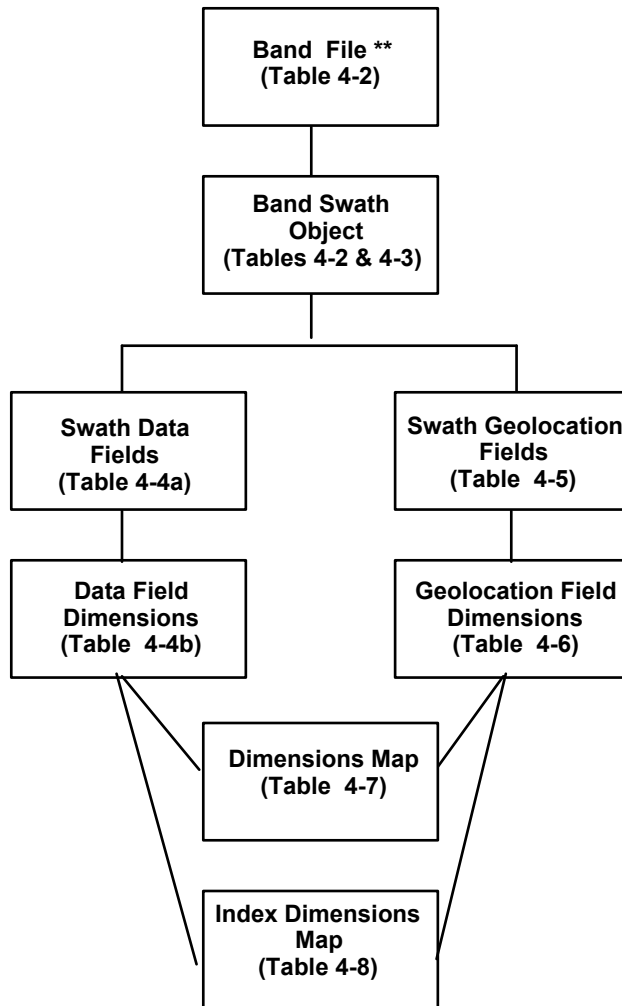 Band File **
(Table 4-2)
Band Swath
Object
(Tables 4-2 & 4-3)
Swath Data
Fields
(Table 4-4a)
Swath Geolocation
Fields
(Table 4-5)
Data Field
Dimensions
(Table 4-4b)
Geolocation Field
Dimensions
(Table 4-6)
Dimensions Map
(Table 4-7)
Index Dimensions
Map
(Table 4-8)